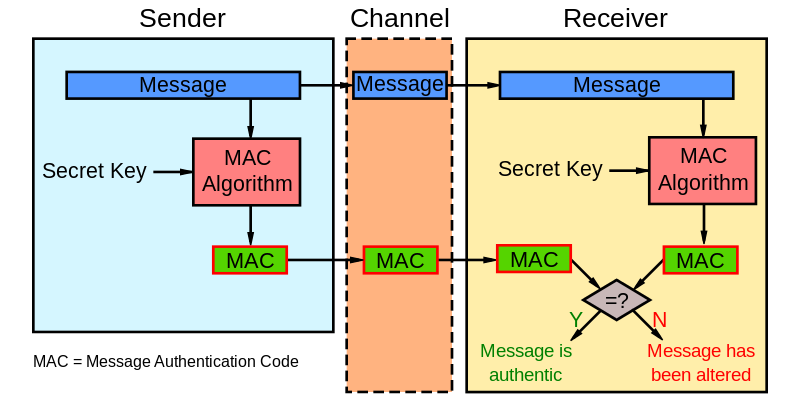 Sender
Channel
Receiver
Message
Message
Message
MAC
Algorithm
Secret Key
MAC
Algorithm
Secret Key
MAC
MAC
MAC
MAC
=?
Y
N
Message is
authentic
Message has
been altered
MAC = Message Authentication Code